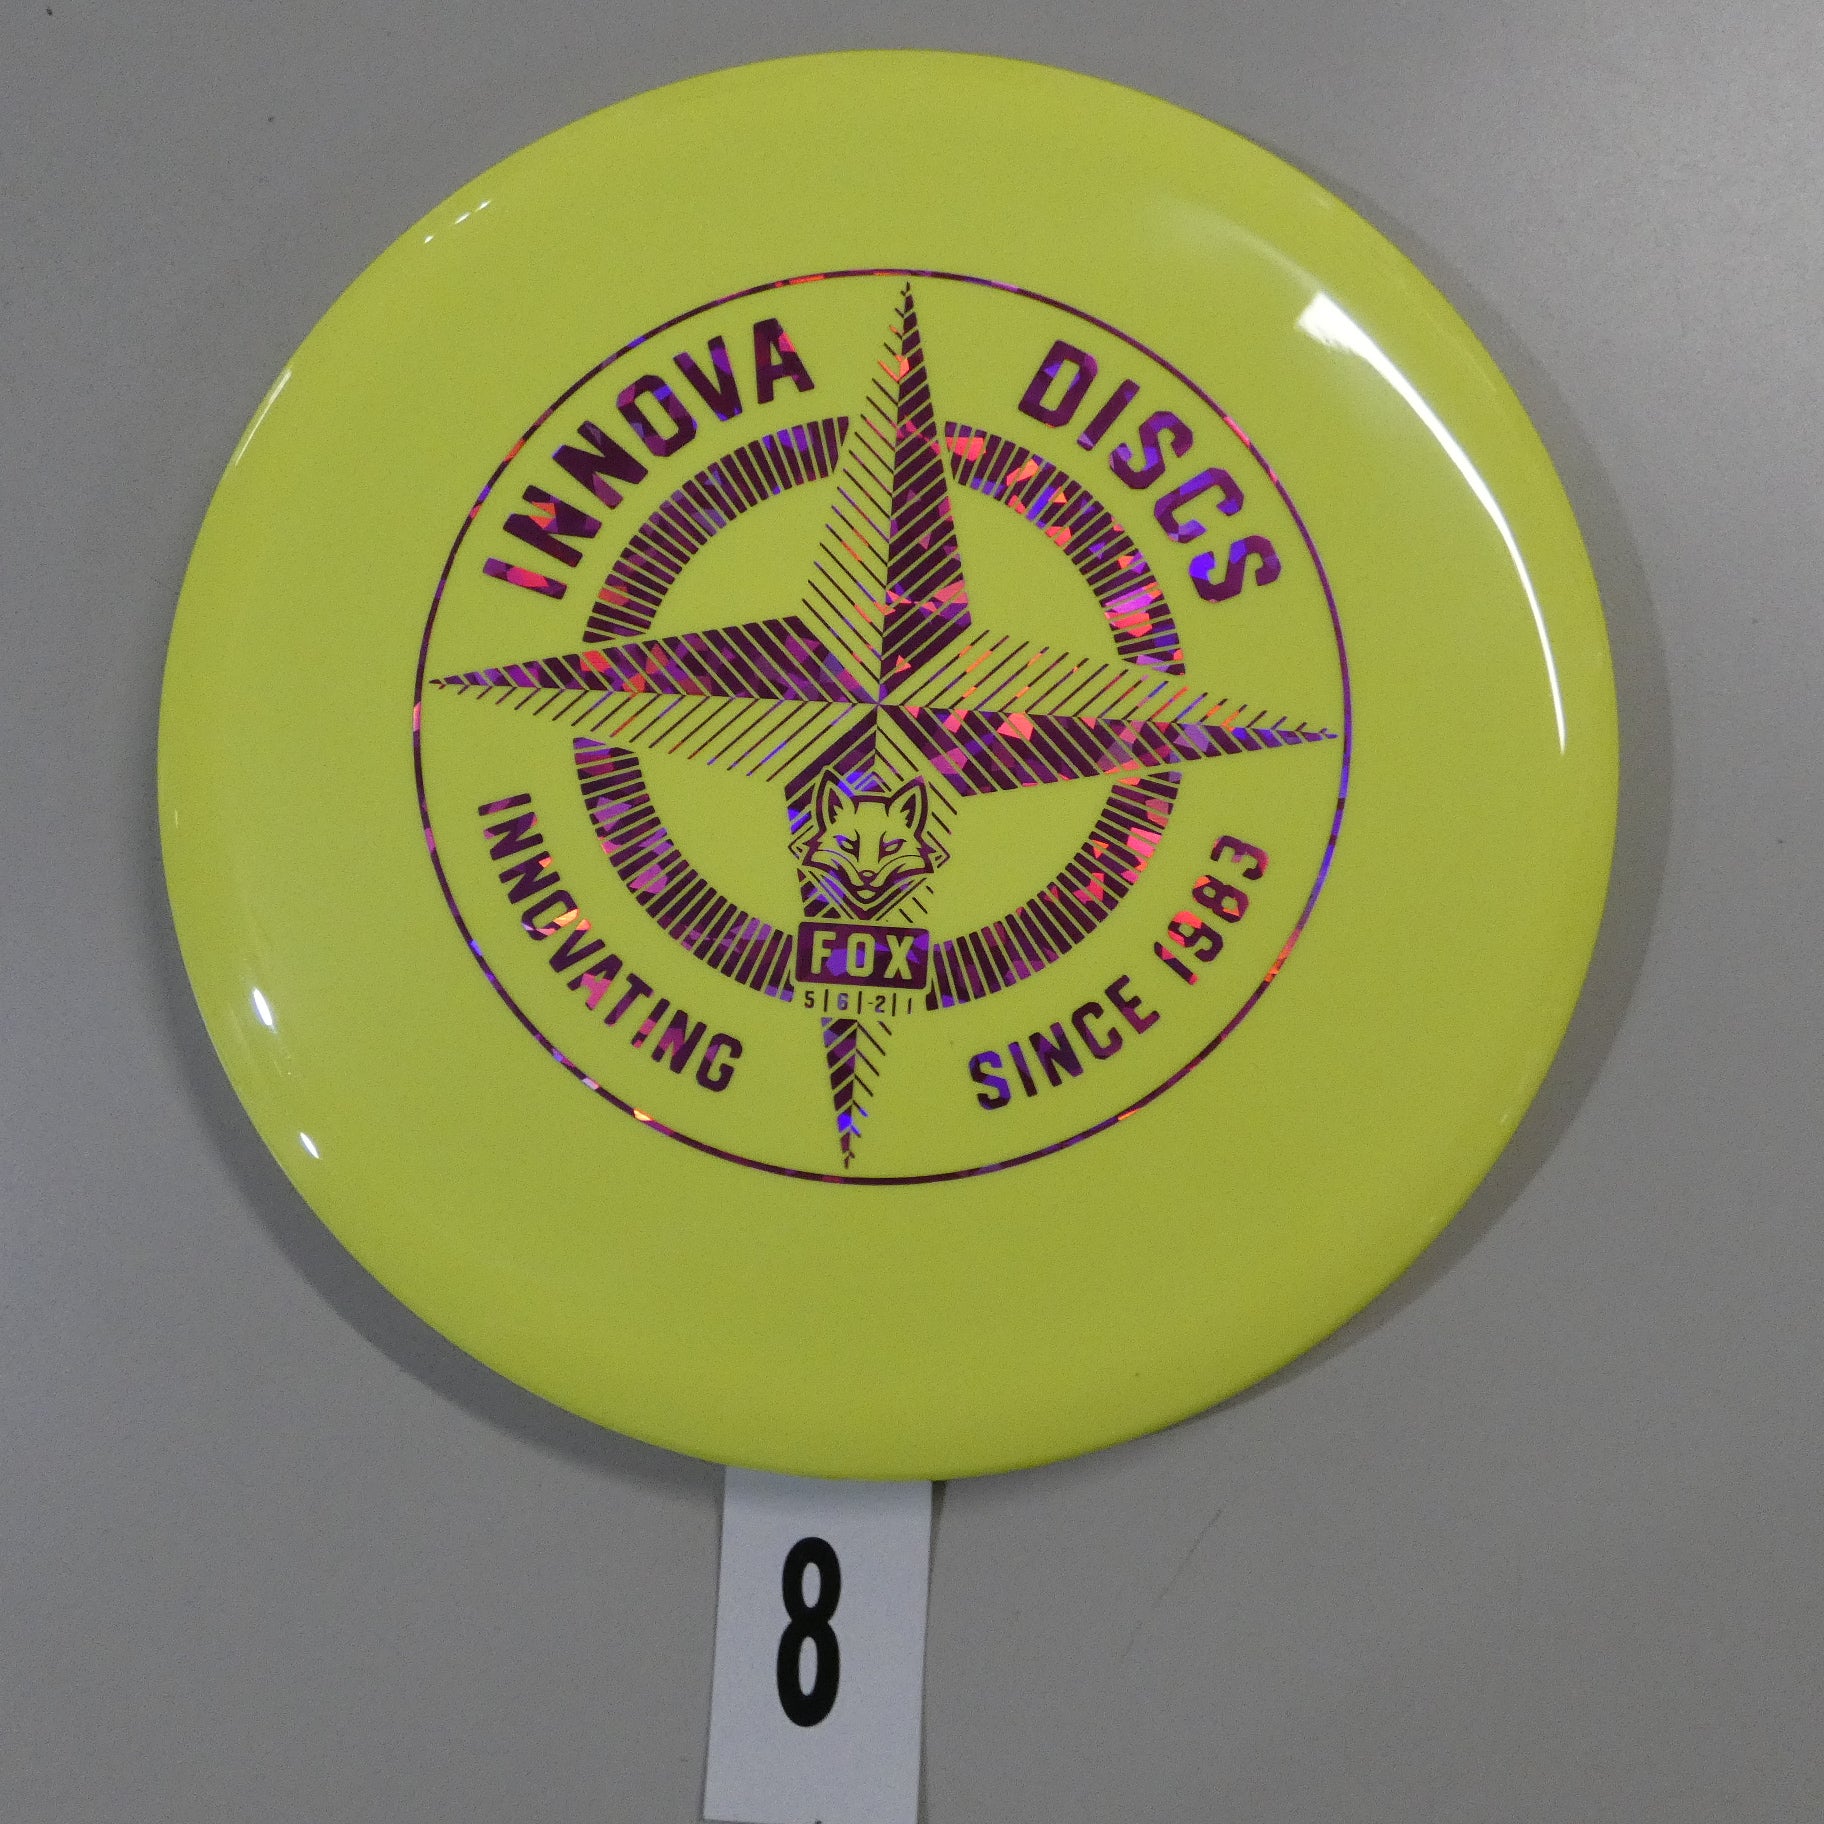 INNOVA DISCS
FOX
5|6|-2|1
INNOVATING SINCE 1983
8